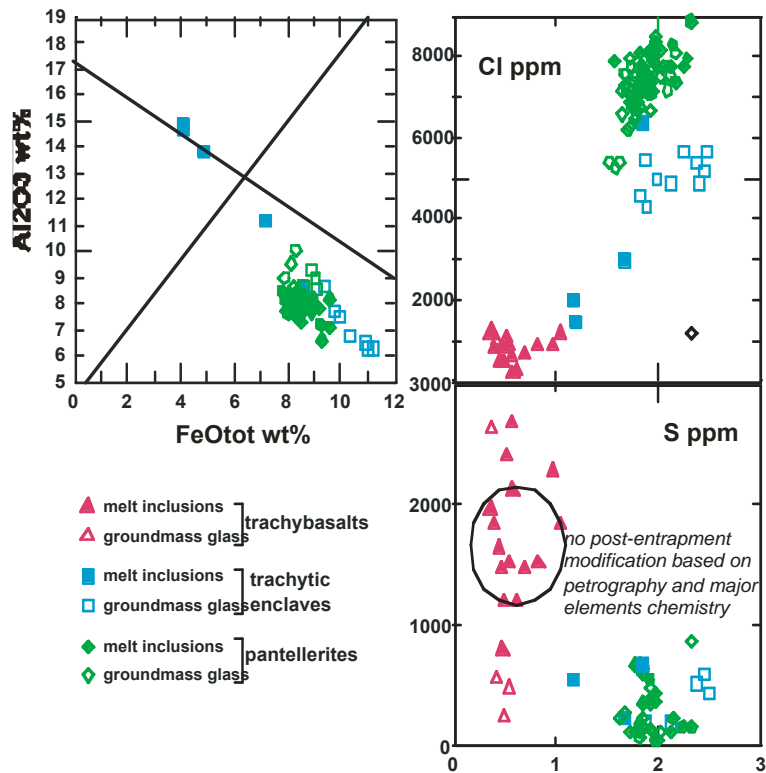 19
18
17
16
15
14
13
12
11
10
9
8
7
6
5
Al2O3 wt%
0 2 4 6 8 10 12
FeOtot wt%
Cl ppm
8000
6000
4000
2000
3000
S ppm
2000
1000
0
no post-entrapment
modification based on
petrography and major
elements chemistry
0 1 2 3
melt inclusions
groundmass glass
trachybasalts
melt inclusions
groundmass glass
trachytic
enclaves
melt inclusions
groundmass glass
pantellerites